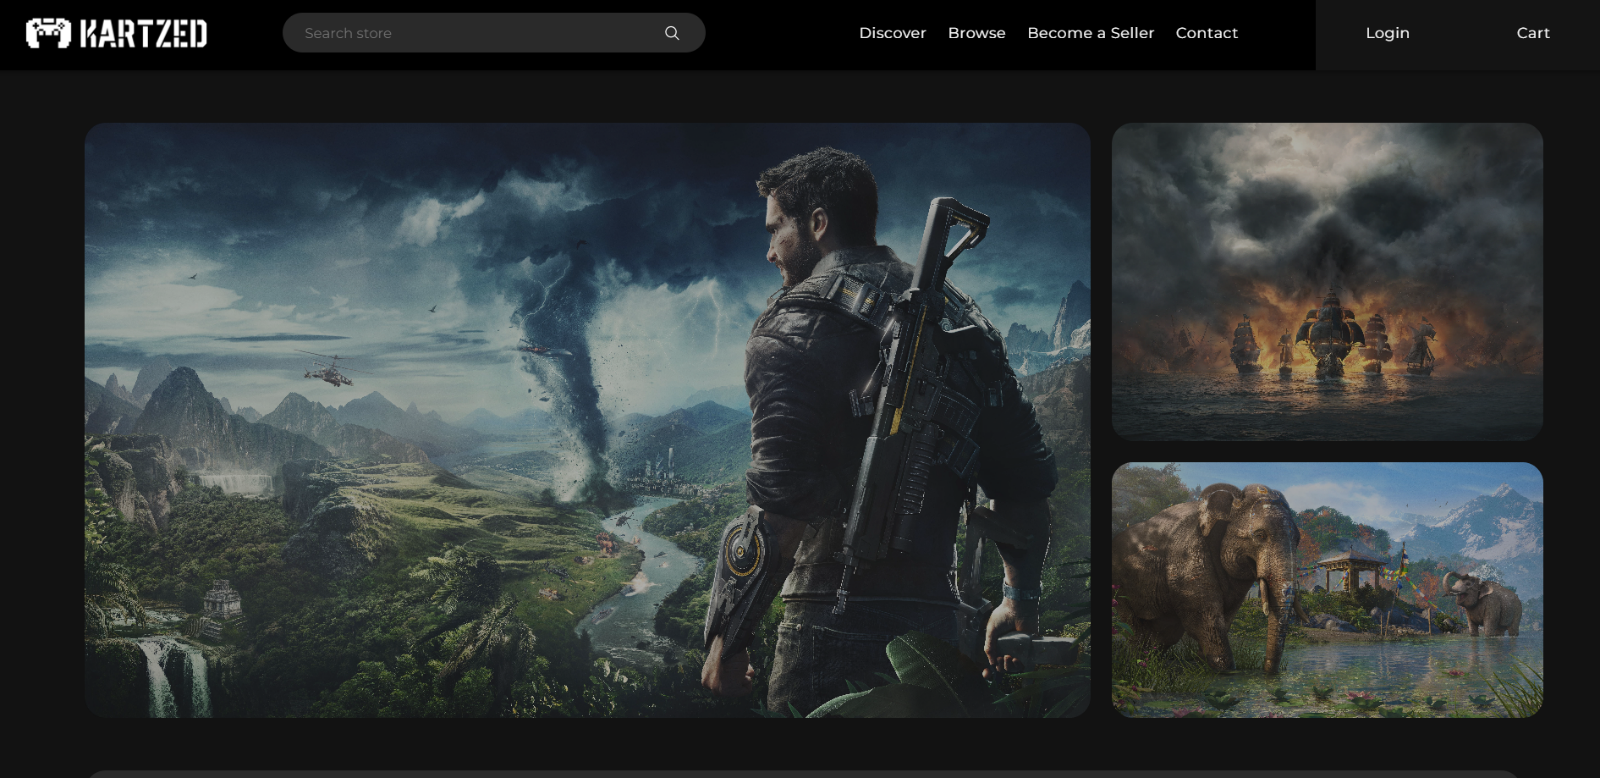 KARTZED
Search store
Discover
Browse
Become a Seller
Contact
Login
Cart